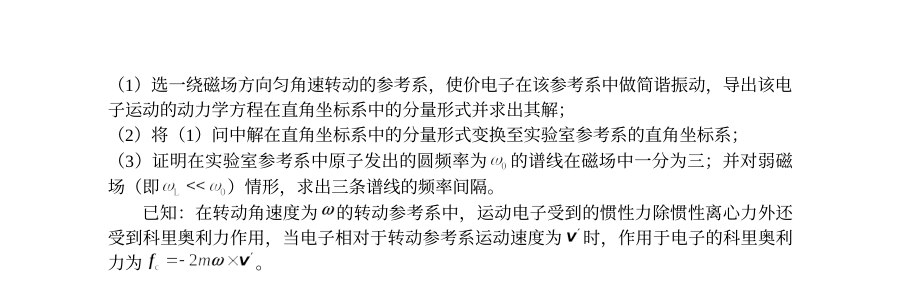 （1）选一绕磁场方向匀角速转动的参考系，使价电子在该参考系中做简谐振动，导出该电
子运动的动力学方程在直角坐标系中的分量形式并求出其解；
（2）将（1）问中解在直角坐标系中的分量形式变换至实验室参考系的直角坐标系；
（3）证明在实验室参考系中原子发出的圆频率为 ω₀ 的谱线在磁场中一分为三；并对弱磁
场（即 ω_L << ω₀）情形，求出三条谱线的频率间隔。
已知：在转动角速度为 ω 的转动参考系中，运动电子受到的惯性力除惯性离心力外还
受到科里奥利力作用，当电子相对于转动参考系运动速度为 v′ 时，作用于电子的科里奥利
力为 f_c = -2mω×v′。